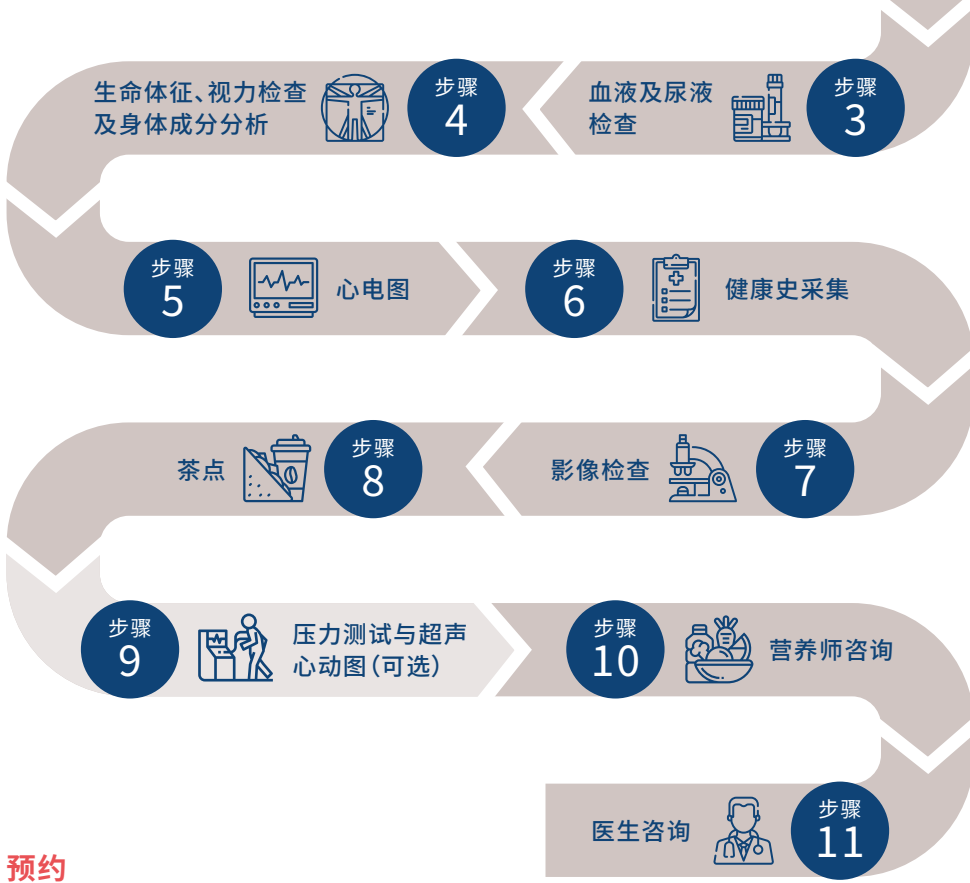 步骤
3
血液及尿液
检查
步骤
4
生命体征、视力检查
及身体成分分析
步骤
5
心电图
步骤
6
健康史采集
步骤
7
影像检查
步骤
8
茶点
步骤
9
压力测试与超声
心动图(可选)
步骤
10
营养师咨询
步骤
11
医生咨询
预约